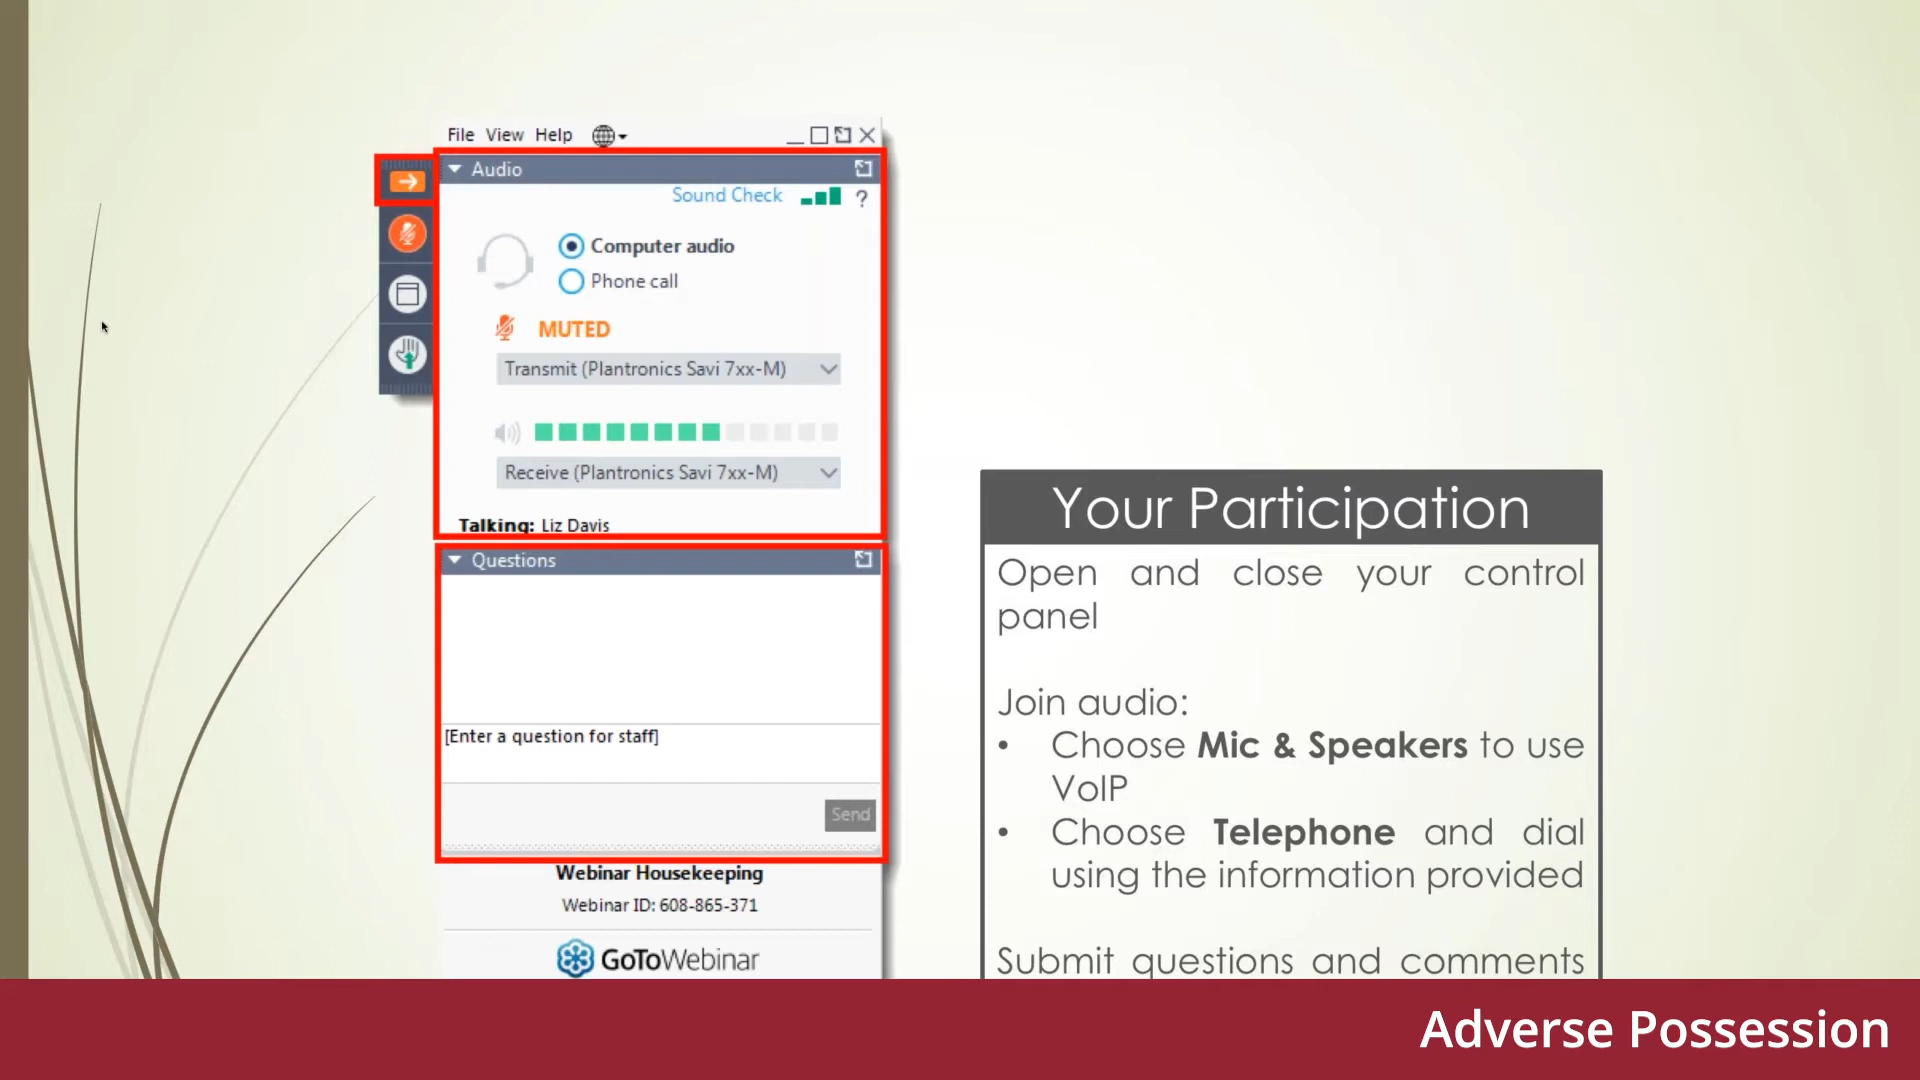 File View Help
Audio
Sound Check ?
Computer audio
Phone call
MUTED
Transmit (Plantronics Savi 7xx-M)
Receive (Plantronics Savi 7xx-M)
Talking: Liz Davis
Questions
[Enter a question for staff]
Send
Webinar Housekeeping
Webinar ID: 608-865-371
GoToWebinar
Your Participation
Open and close your control
panel
Join audio:
• Choose Mic & Speakers to use
VoIP
• Choose Telephone and dial
using the information provided
Submit questions and comments
Adverse Possession